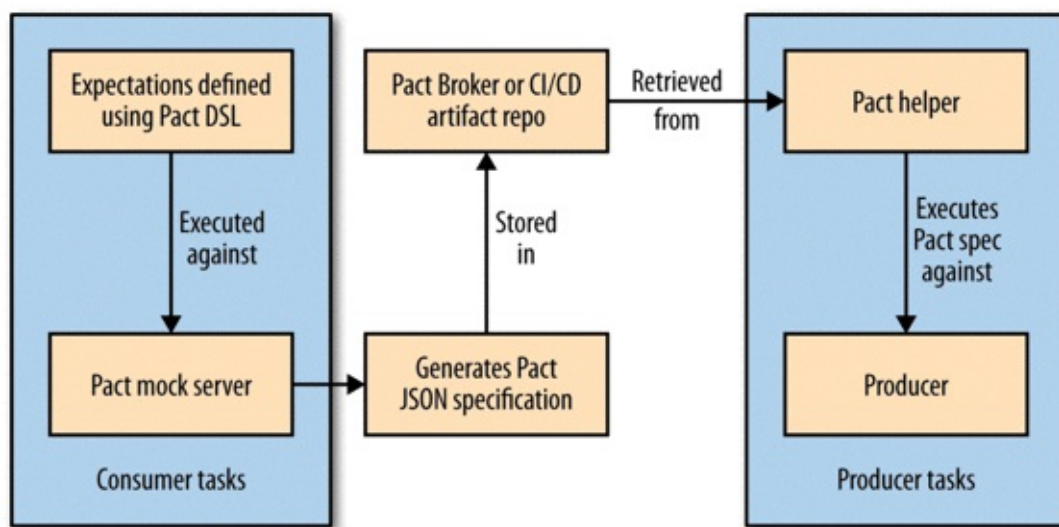 Expectations defined
using Pact DSL
Executed
against
Pact mock server
Consumer tasks
Pact Broker or CI/CD
artifact repo
Stored
in
Generates Pact
JSON specification
Retrieved
from
Pact helper
Executes
Pact spec
against
Producer
Producer tasks